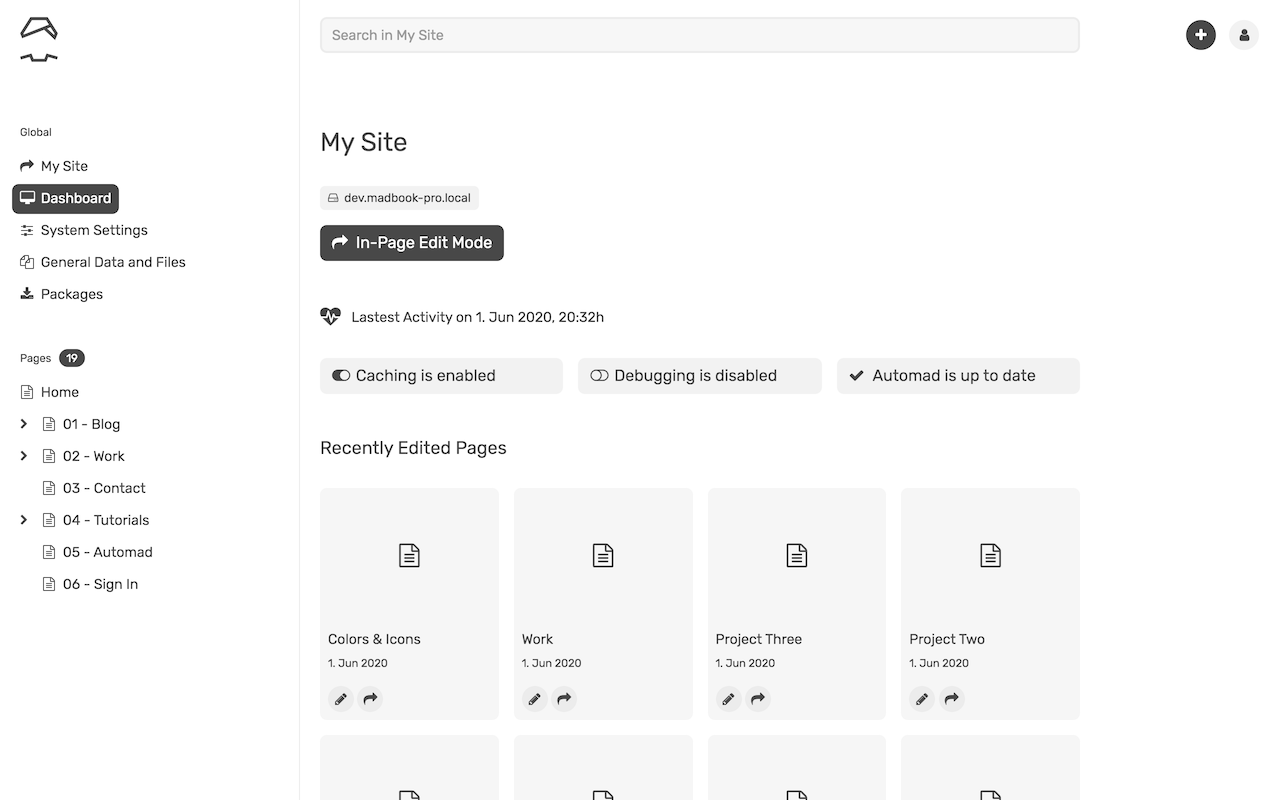 Search in My Site
Global
My Site
Dashboard
System Settings
General Data and Files
Packages
Pages 19
Home
01 - Blog
02 - Work
03 - Contact
04 - Tutorials
05 - Automad
06 - Sign In
My Site
dev.madbook-pro.local
In-Page Edit Mode
Lastest Activity on 1. Jun 2020, 20:32h
Caching is enabled
Debugging is disabled
Automad is up to date
Recently Edited Pages
Colors & Icons
1. Jun 2020
Work
1. Jun 2020
Project Three
1. Jun 2020
Project Two
1. Jun 2020